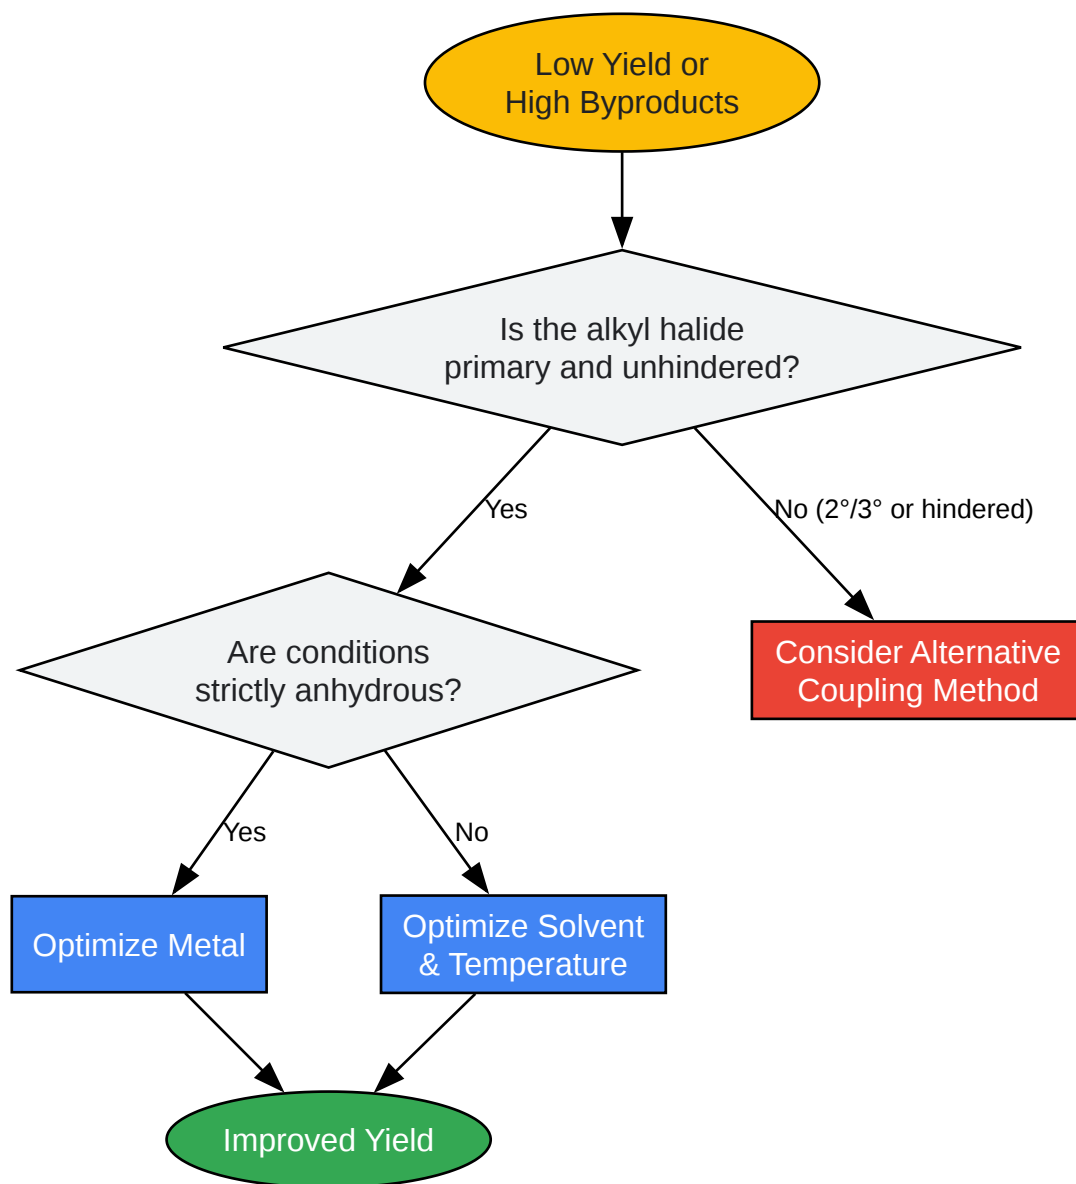 Low Yield or
High Byproducts
Is the alkyl halide
primary and unhindered?
Yes
No (2°/3° or hindered)
Are conditions
strictly anhydrous?
Consider Alternative
Coupling Method
Yes
No
Optimize Metal
Optimize Solvent
& Temperature
Improved Yield